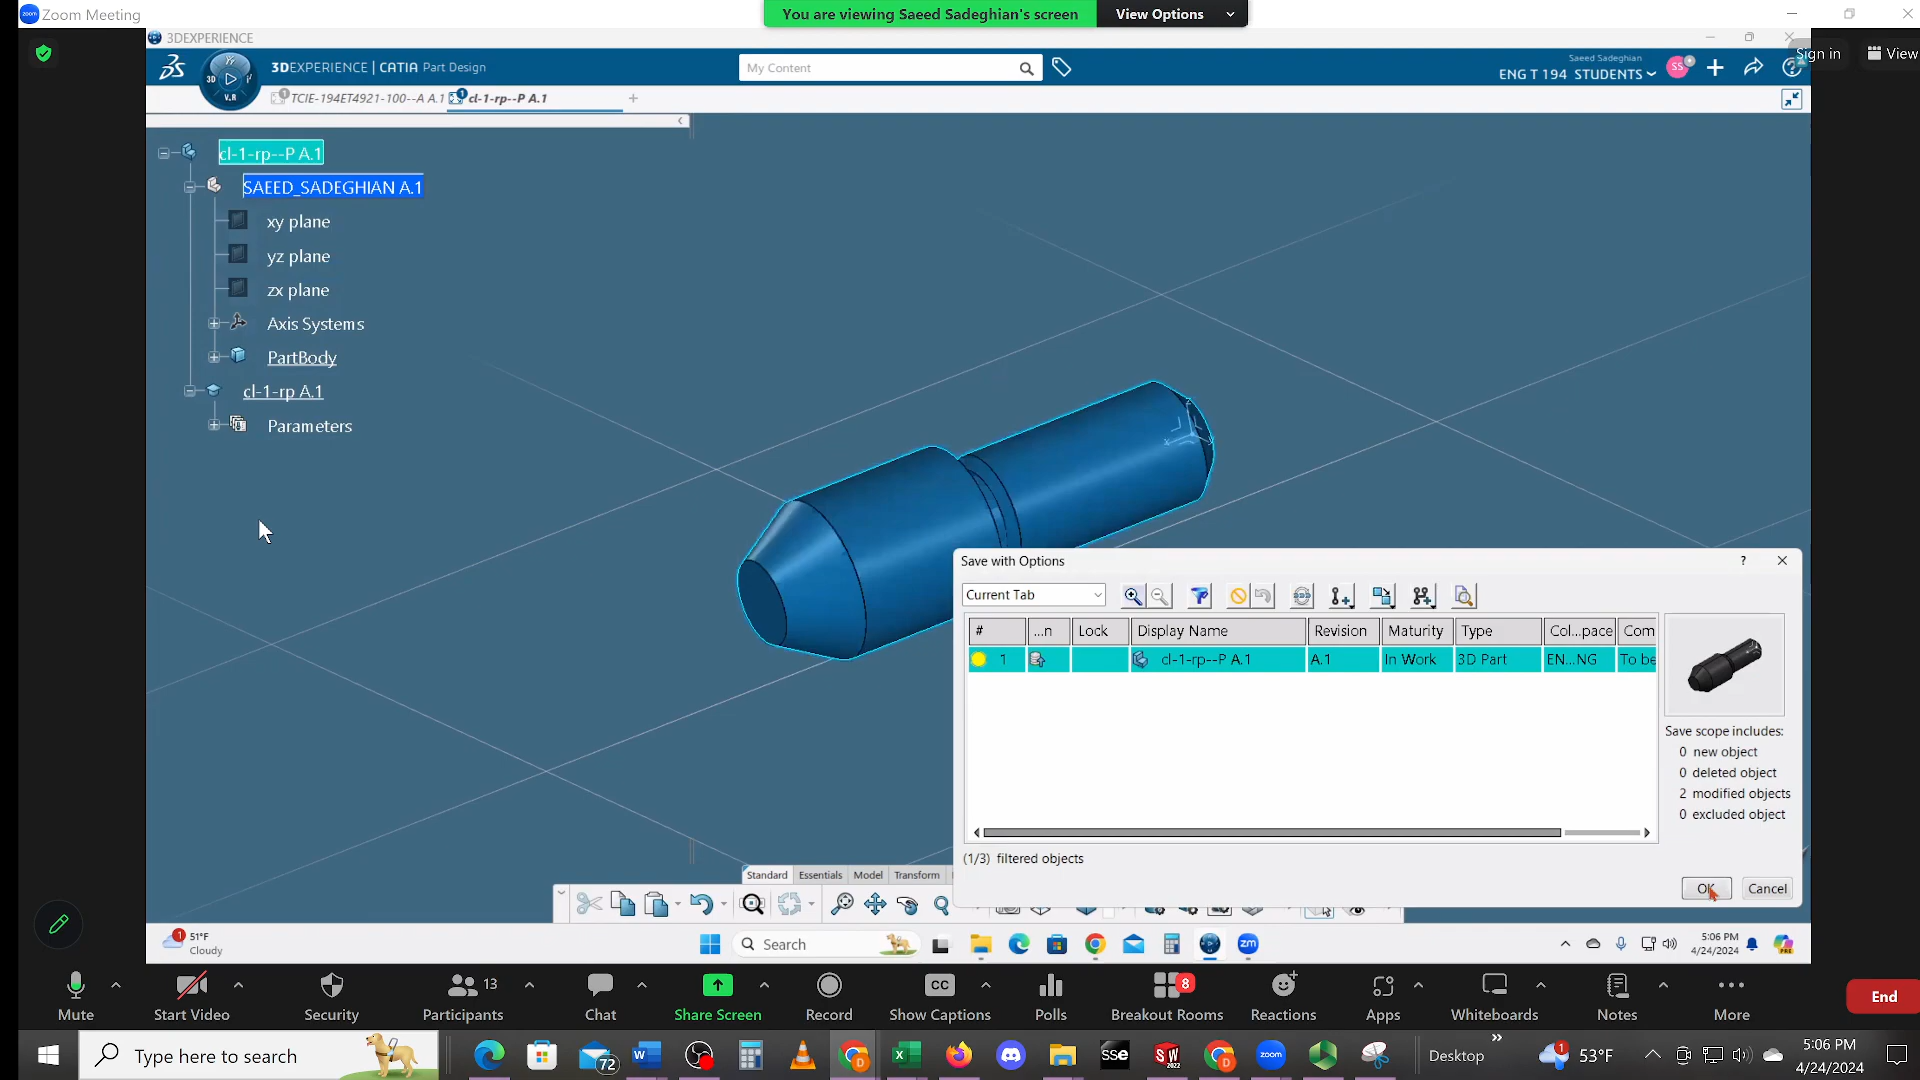 Zoom Meeting
You are viewing Saeed Sadeghian's screen
View Options
3DEXPERIENCE
Sign in
View
3DEXPERIENCE | CATIA Part Design
My Content
Saeed Sadeghian
ENG T 194 STUDENTS
SS
3D
V.R
TCIE-194ET4921-100--A A.1
cl-1-rp--P A.1
cl-1-rp--P A.1
SAEED_SADEGHIAN A.1
xy plane
yz plane
zx plane
Axis Systems
PartBody
cl-1-rp A.1
Parameters
Save with Options
Current Tab
# ...n Lock Display Name Revision Maturity Type Col...pace Com
1 cl-1-rp--P A.1 A.1 In Work 3D Part EN...NG To be
Save scope includes:
0 new object
0 deleted object
2 modified objects
0 excluded object
(1/3) filtered objects
OK Cancel
Standard Essentials Model Transform
51°F
Cloudy
Search
5:06 PM
4/24/2024
Mute
Start Video
Security
Participants 13
Chat
Share Screen
Record
CC
Show Captions
Polls
Breakout Rooms 8
Reactions
Apps
Whiteboards
Notes
More
End
Type here to search
72
SSe
SW 2022
zoom
Desktop
53°F
5:06 PM
4/24/2024